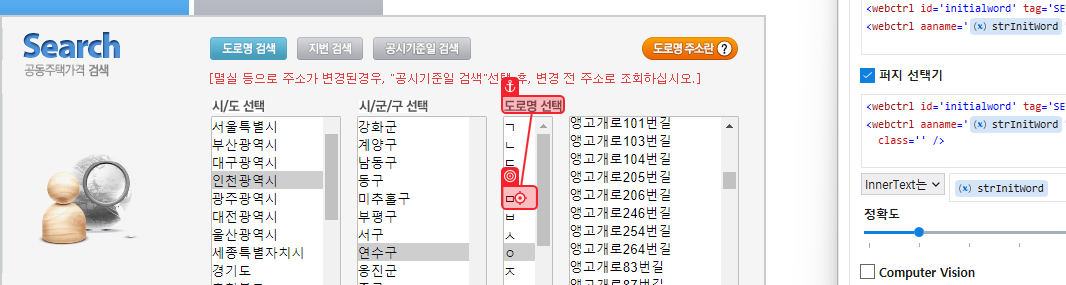 Search
공동주택가격 검색
도로명 검색
지번 검색
공시기준일 검색
도로명 주소란 ?
[멸실 등으로 주소가 변경된경우, "공시기준일 검색"선택 후, 변경 전 주소로 조회하십시오.]
시/도 선택
서울특별시
부산광역시
대구광역시
인천광역시
광주광역시
대전광역시
울산광역시
세종특별자치시
경기도
시/군/구 선택
강화군
계양구
남동구
동구
미추홀구
부평구
서구
연수구
옹진군
도로명 선택
ㄱ
ㄴ
ㄷ
ㅁ
ㅂ
ㅅ
ㅇ
ㅈ
앵고개로101번길
앵고개로103번길
앵고개로104번길
앵고개로205번길
앵고개로206번길
앵고개로246번길
앵고개로254번길
앵고개로264번길
앵고개로83번길
앵고개로87번길
<webctrl id='initialword' tag='SE
<webctrl aaname=' (x) strInitWord
퍼지 선택기
<webctrl id='initialword' tag='SE
<webctrl aaname=' (x) strInitWord
class='' />
InnerText는
(x) strInitWord
정확도
Computer Vision